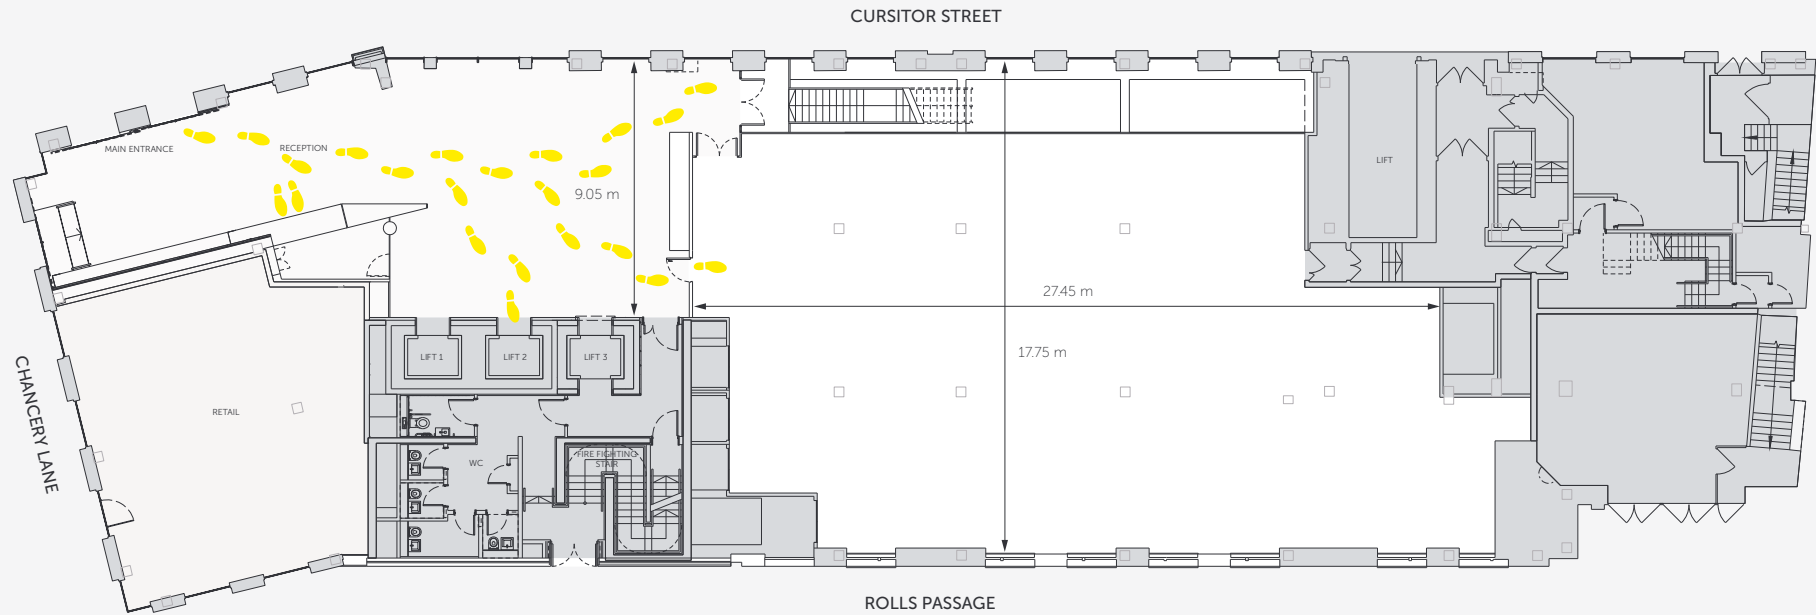 CURSITOR STREET
MAIN ENTRANCE
RECEPTION
LIFT
9.05 m
27.45 m
17.75 m
LIFT 1
LIFT 2
LIFT 3
CHANCERY LANE
RETAIL
WC
FIRE FIGHTING
STAIR
ROLLS PASSAGE